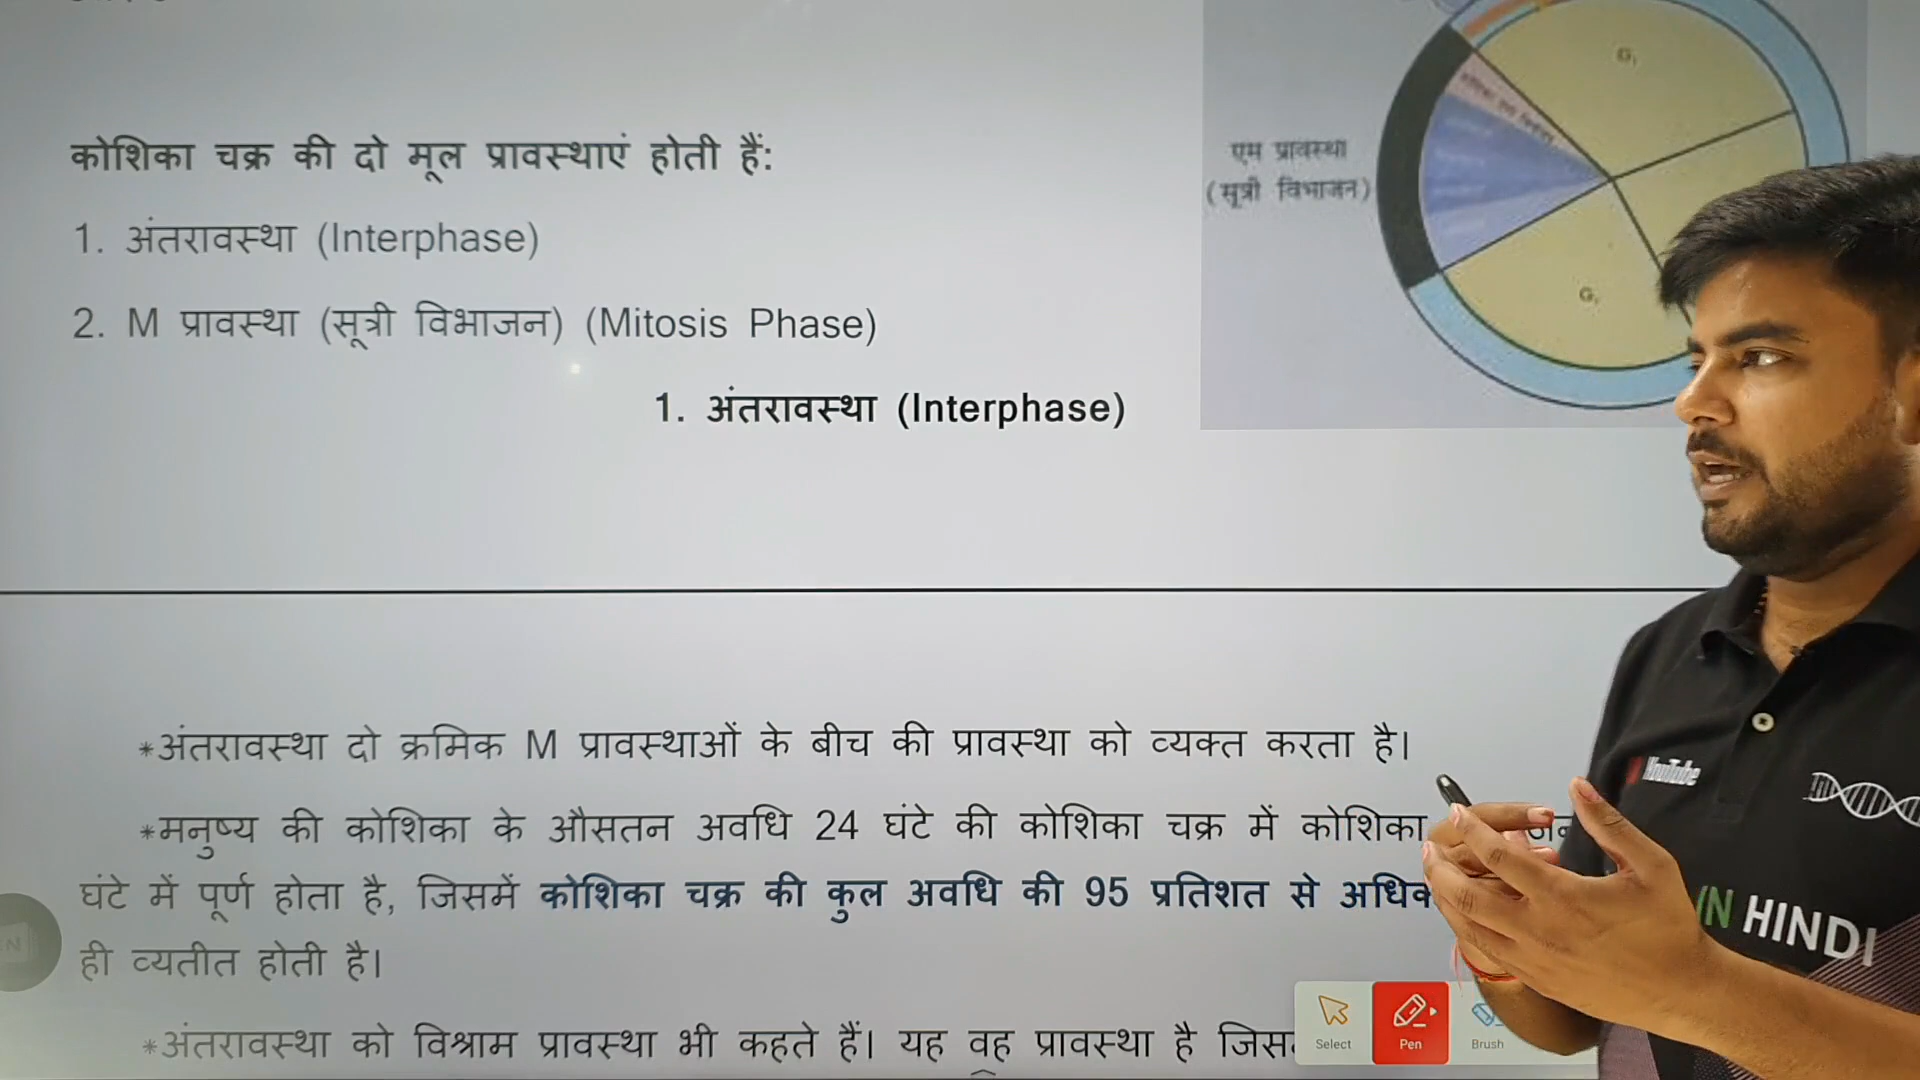 कोशिका चक्र की दो मूल प्रावस्थाएं होती हैं:
1. अंतरावस्था (Interphase)
2. M प्रावस्था (सूत्री विभाजन) (Mitosis Phase)
1. अंतरावस्था (Interphase)
एम प्रावस्था
(सूत्री विभाजन)
G₁
*अंतरावस्था दो क्रमिक M प्रावस्थाओं के बीच की प्रावस्था को व्यक्त करता है।
*मनुष्य की कोशिका के औसतन अवधि 24 घंटे की कोशिका चक्र में कोशिका
घंटे में पूर्ण होता है, जिसमें कोशिका चक्र की कुल अवधि की 95 प्रतिशत से अधिक
ही व्यतीत होती है।
*अंतरावस्था को विश्राम प्रावस्था भी कहते हैं। यह वह प्रावस्था है
Select Pen Brush
YouTube
IN HINDI